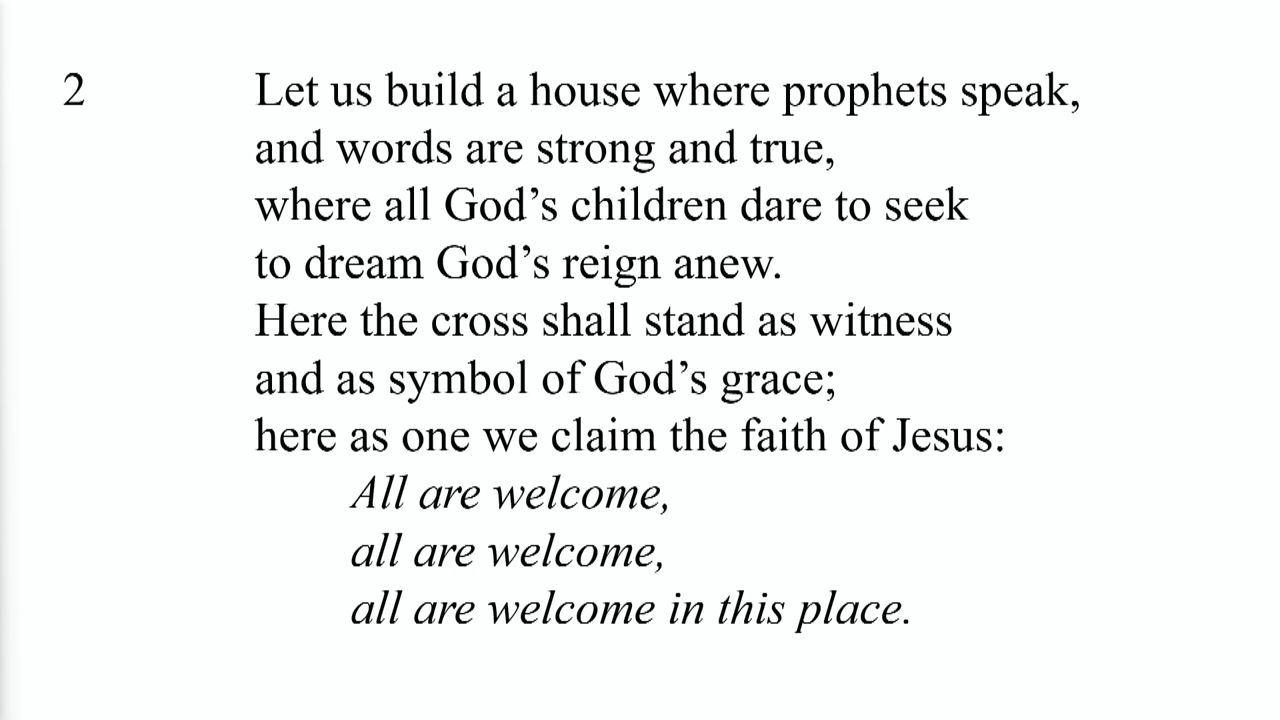 2 Let us build a house where prophets speak,
and words are strong and true,
where all God’s children dare to seek
to dream God’s reign anew.
Here the cross shall stand as witness
and as symbol of God’s grace;
here as one we claim the faith of Jesus:
All are welcome,
all are welcome,
all are welcome in this place.